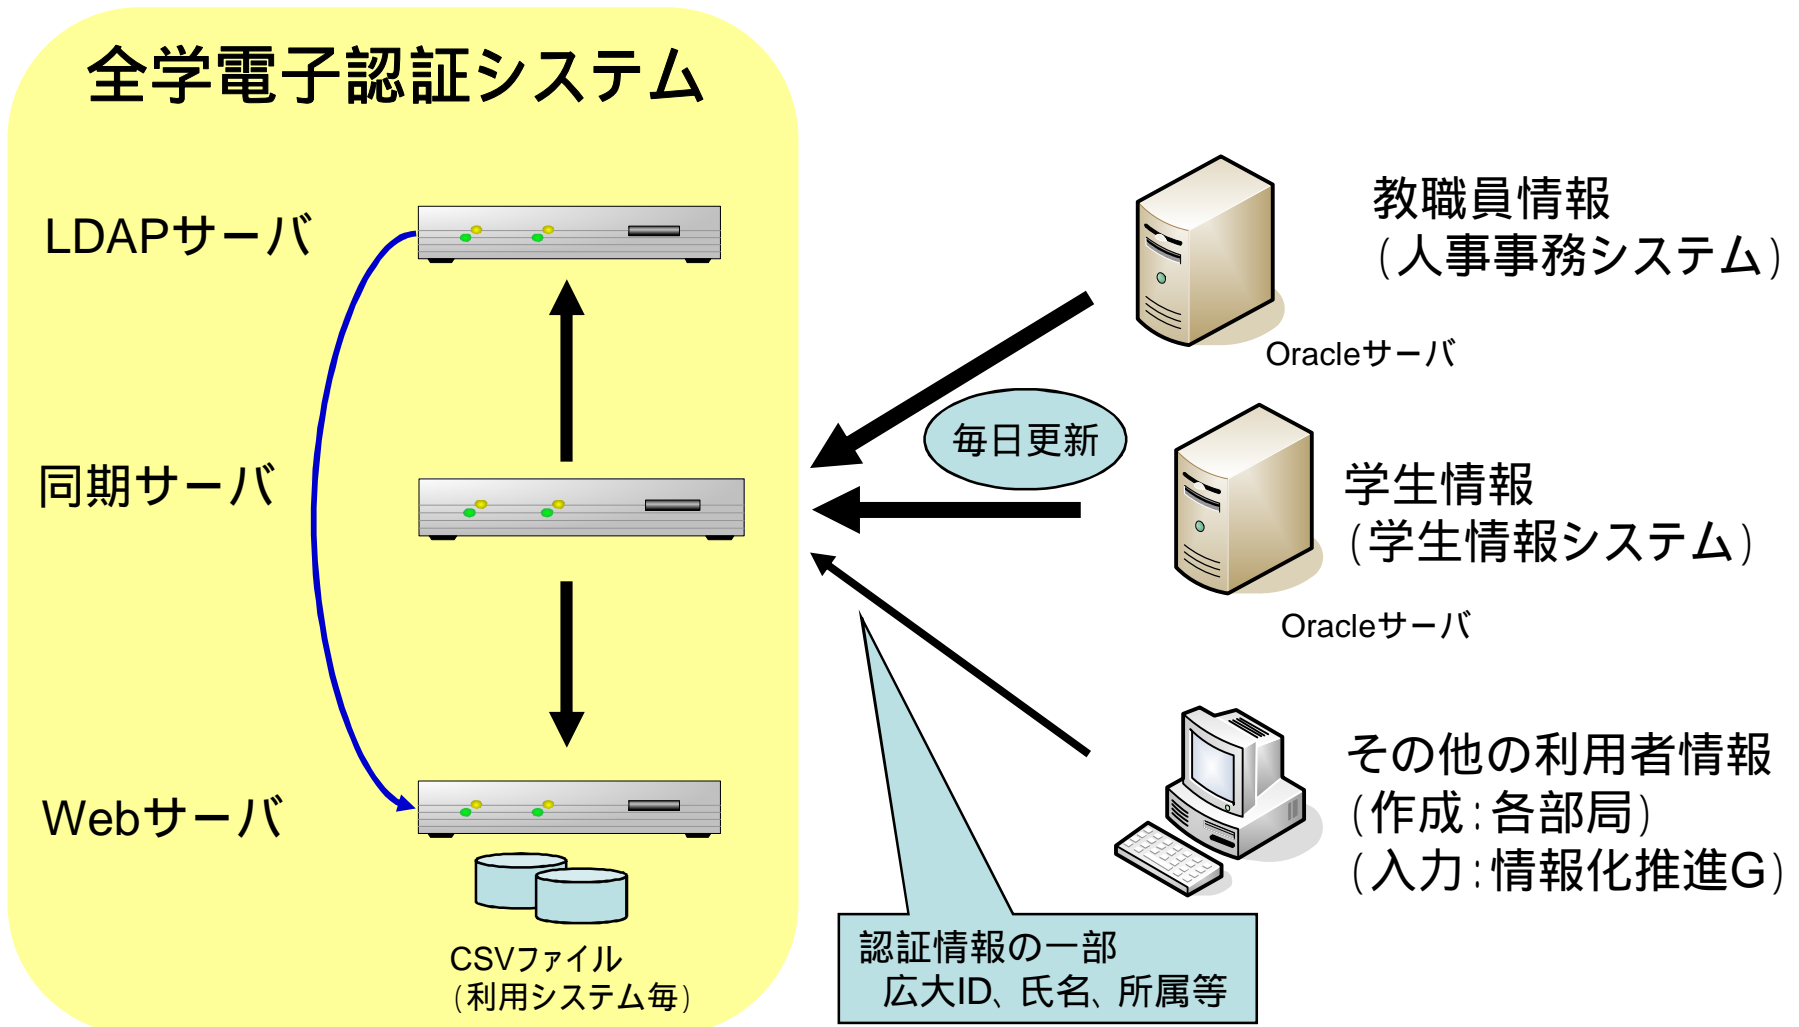 全学電子認証システム
LDAPサーバ
同期サーバ
Webサーバ
CSVファイル
(利用システム毎)
教職員情報
(人事事務システム)
Oracleサーバ
毎日更新
学生情報
(学生情報システム)
Oracleサーバ
その他の利用者情報
(作成:各部局)
(入力:情報化推進G)
認証情報の一部
広大ID、氏名、所属等